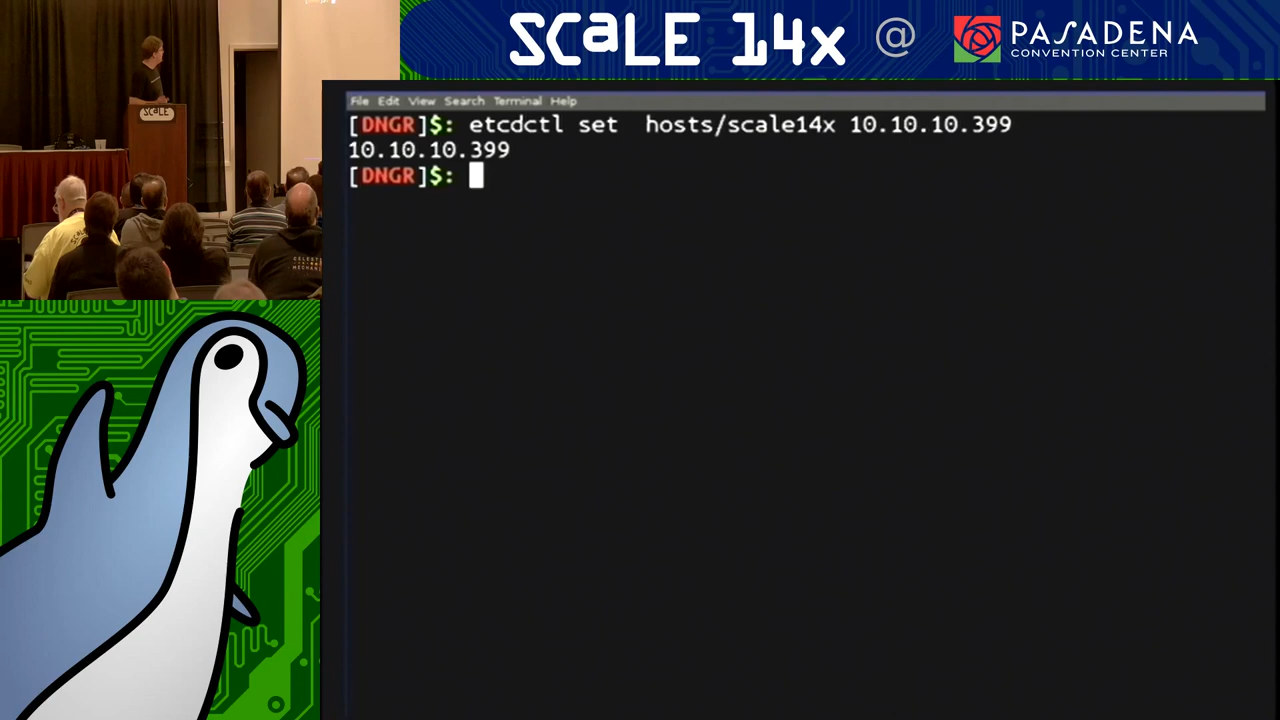 SCaLE 14x @ PASADENA
CONVENTION CENTER
SCaLE
File Edit View Search Terminal Help
[DNGR]$: etcdctl set  hosts/scale14x 10.10.10.399
10.10.10.399
[DNGR]$: